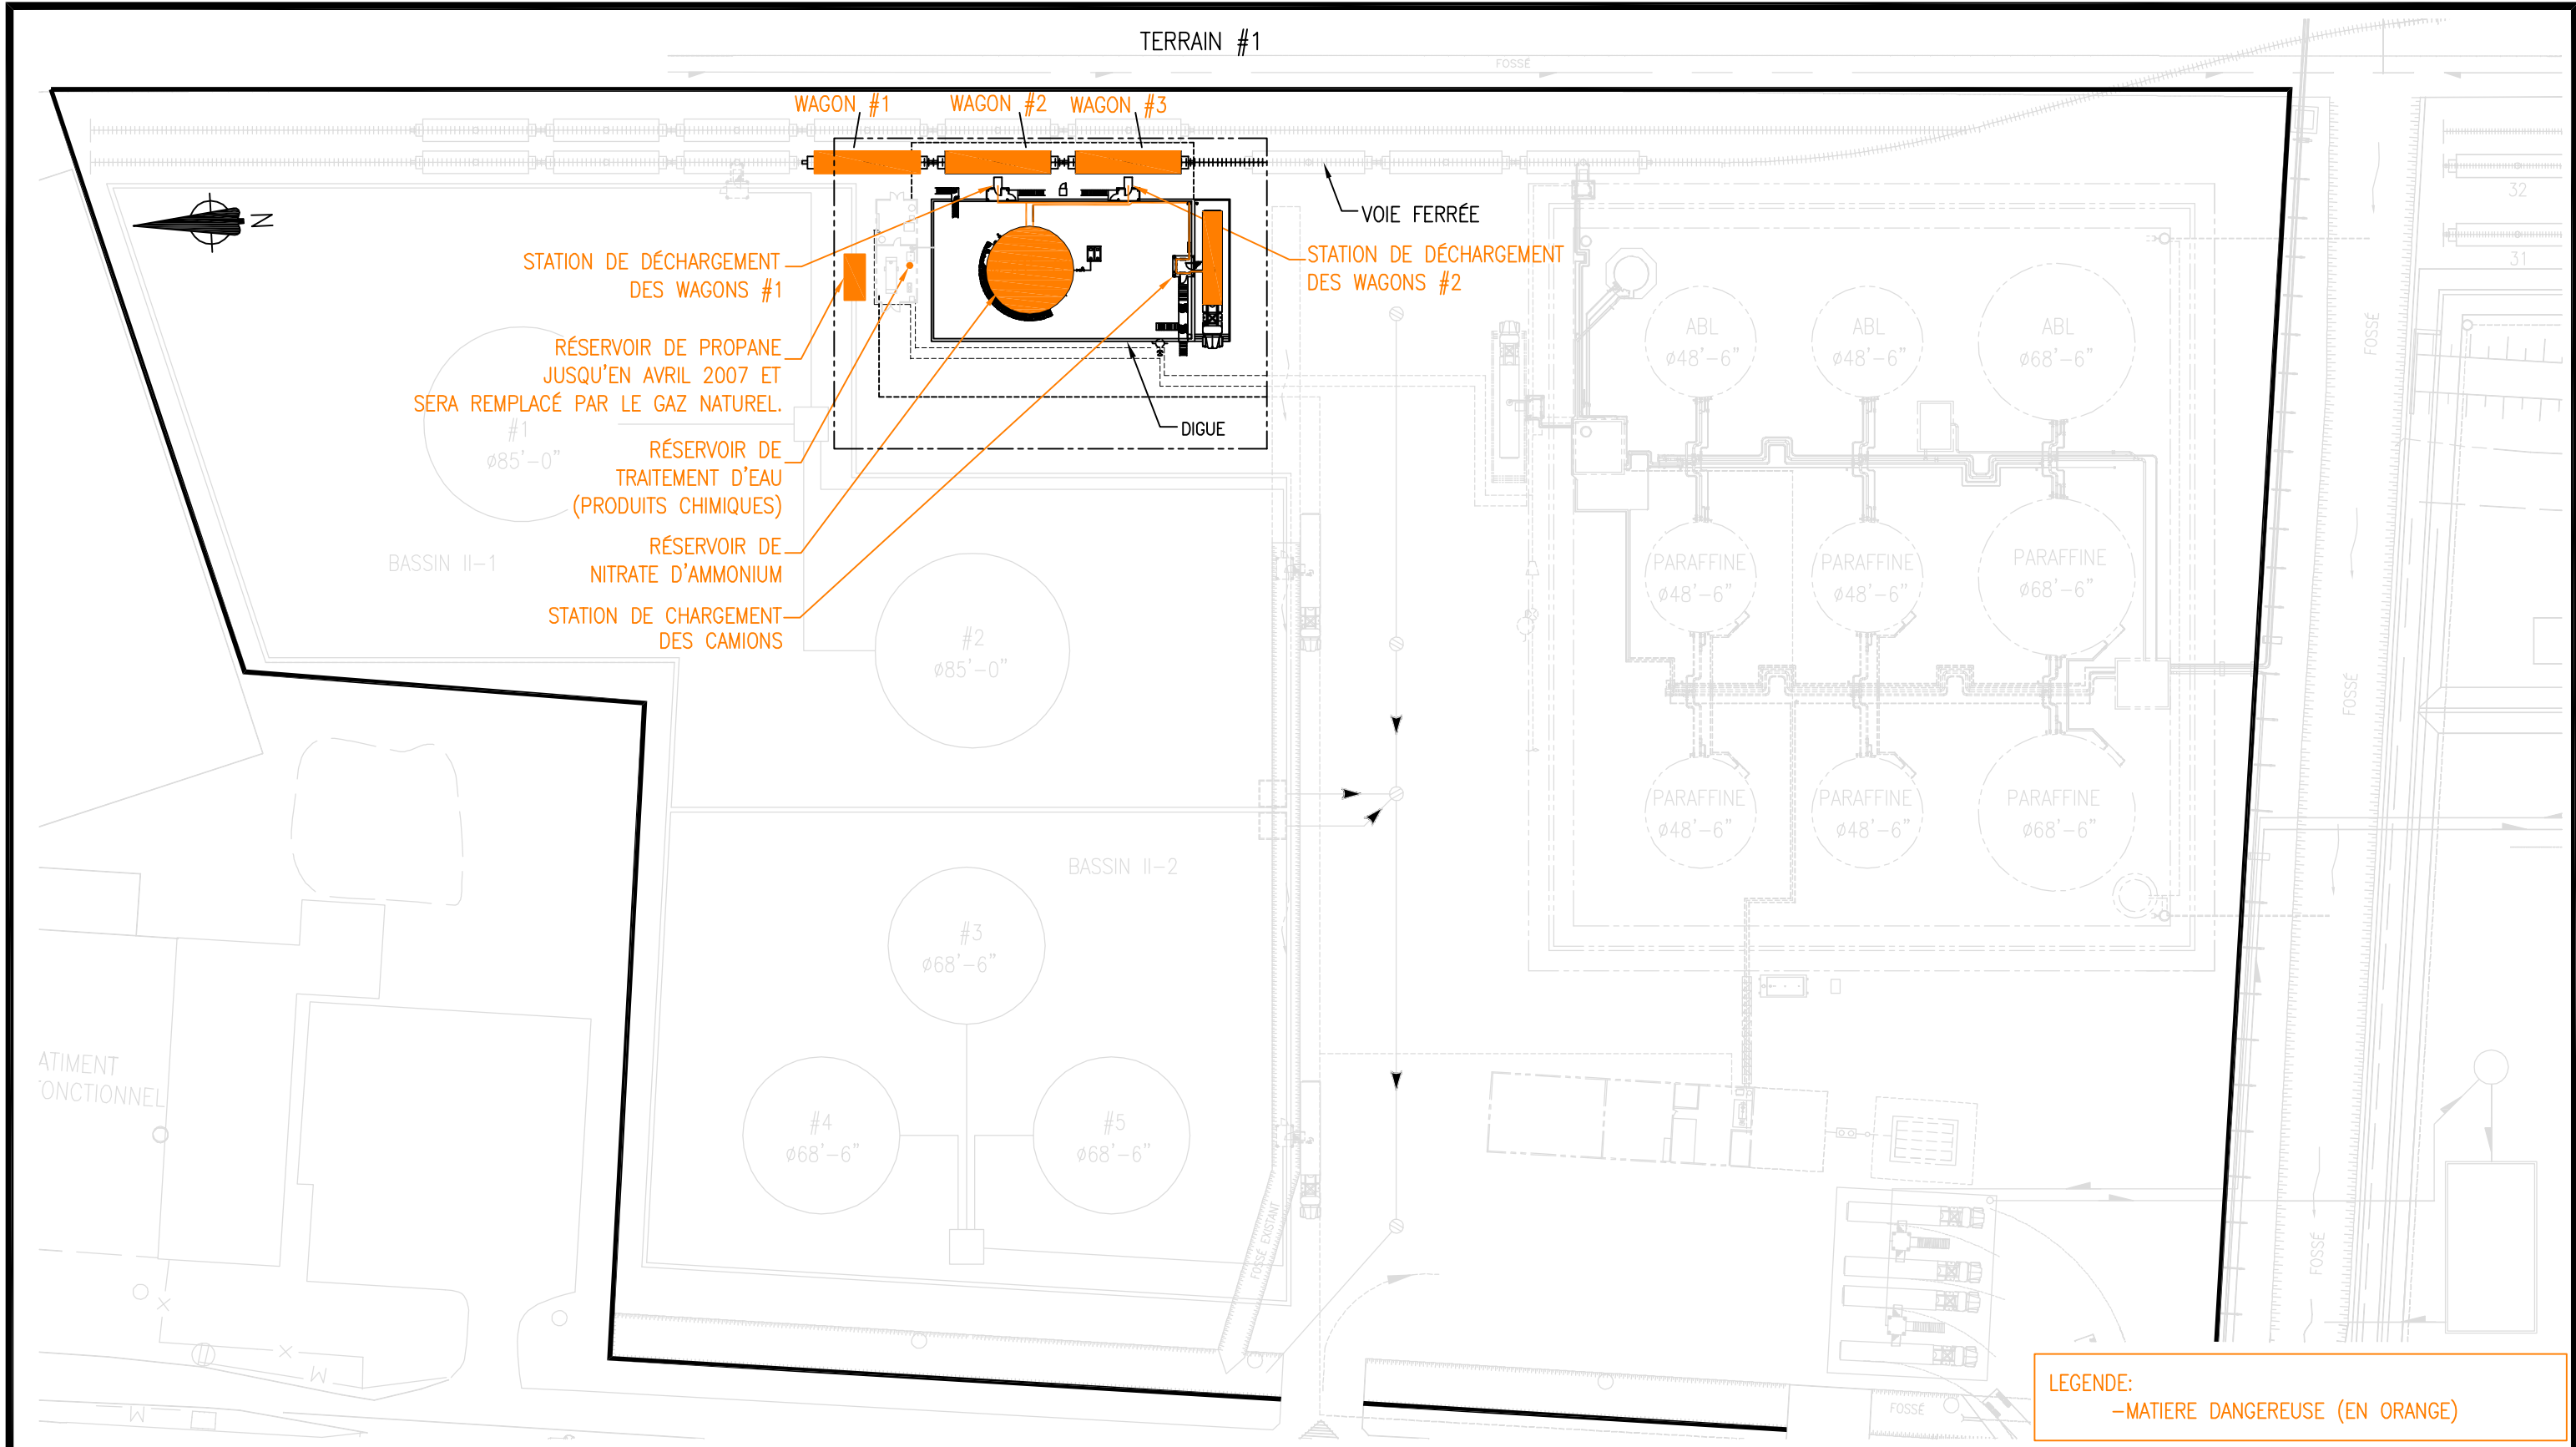 TERRAIN #1
FOSSÉ
WAGON #1
WAGON #2
WAGON #3
32
31
N
VOIE FERRÉE
STATION DE DÉCHARGEMENT
DES WAGONS #1
STATION DE DÉCHARGEMENT
DES WAGONS #2
RÉSERVOIR DE PROPANE
JUSQU'EN AVRIL 2007 ET
SERA REMPLACÉ PAR LE GAZ NATUREL.
#1
ø85'-0"
DIGUE
RÉSERVOIR DE
TRAITEMENT D'EAU
(PRODUITS CHIMIQUES)
RÉSERVOIR DE
NITRATE D'AMMONIUM
STATION DE CHARGEMENT
DES CAMIONS
BASSIN II-1
#2
ø85'-0"
ABL
ø48'-6"
ABL
ø48'-6"
ABL
ø68'-6"
FOSSÉ
PARAFFINE
ø48'-6"
PARAFFINE
ø48'-6"
PARAFFINE
ø68'-6"
FOSSÉ
PARAFFINE
ø48'-6"
PARAFFINE
ø48'-6"
PARAFFINE
ø68'-6"
BASSIN II-2
#3
ø68'-6"
#4
ø68'-6"
#5
ø68'-6"
ATIMENT
ONCTIONNEL
FOSSÉ EXISTANT
FOSSÉ
M
M
FOSSÉ
LEGENDE:
-MATIERE DANGEREUSE (EN ORANGE)